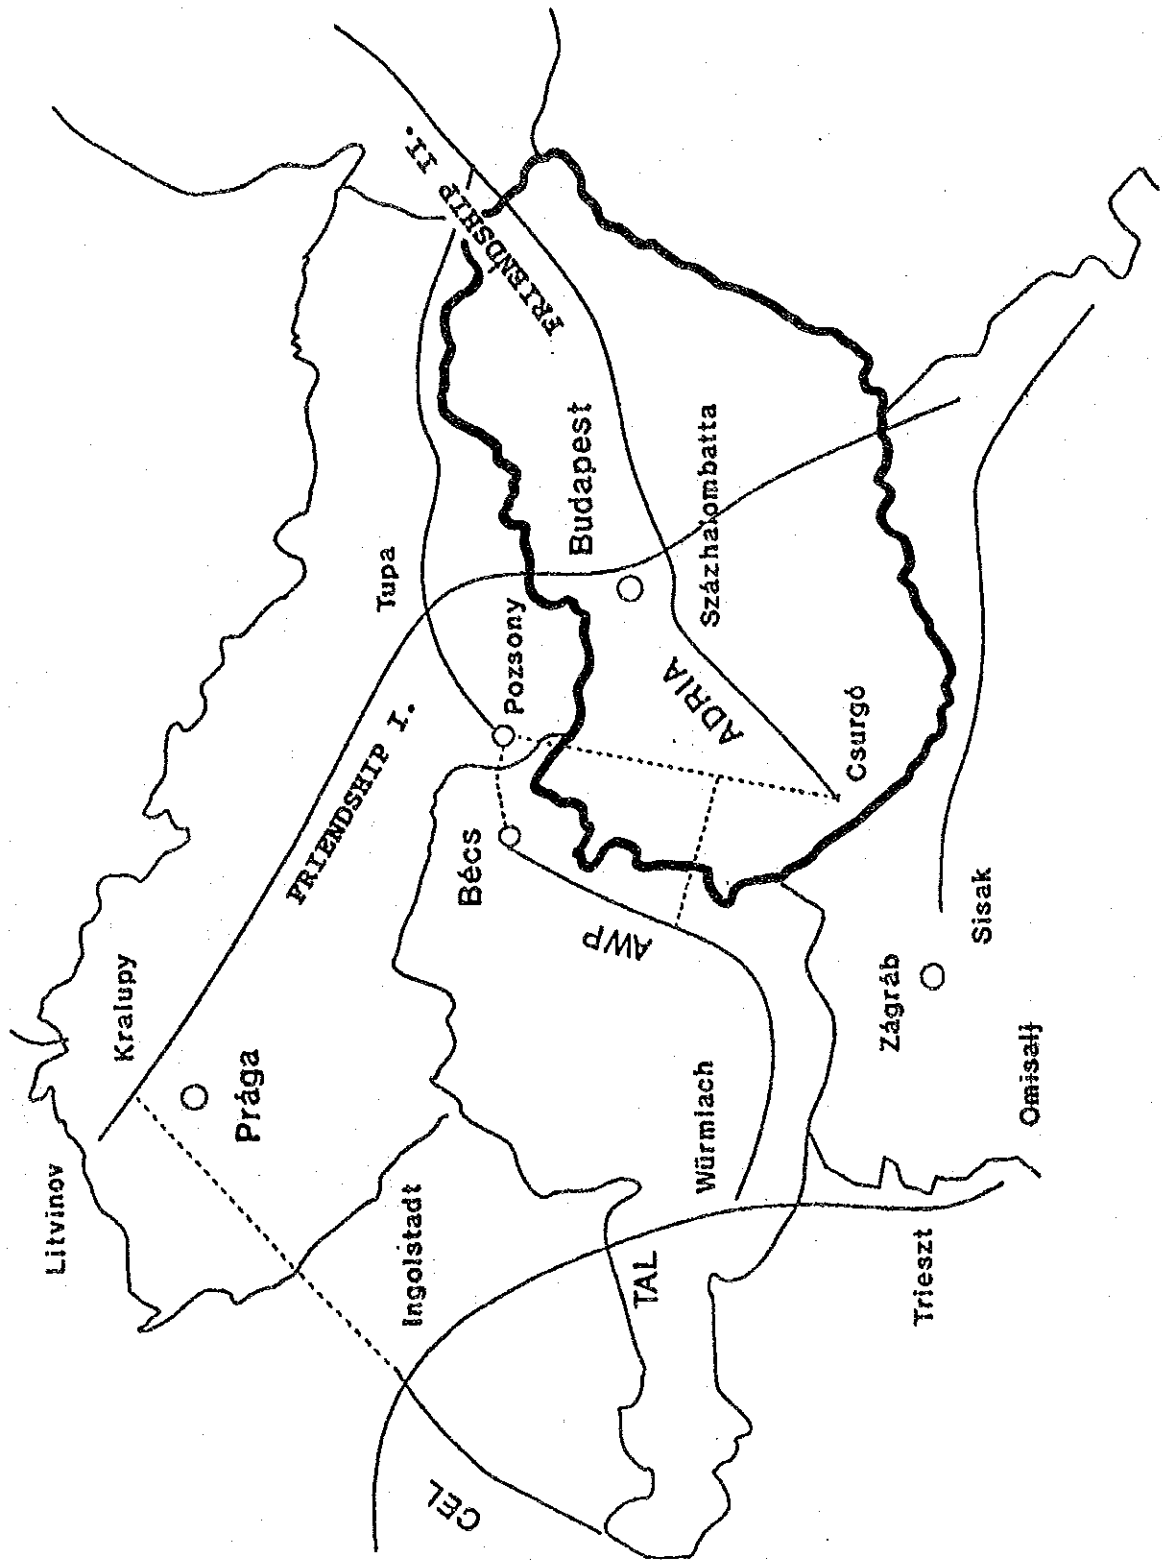 Litvinov
Kralupy
Prága
FRIENDSHIP I.
Tupa
Ingolstadt
CEL
Bécs
FRIENDSHIP II.
Pozsony
Budapest
AWP
TAL
Würmlach
ADRIA
Százhalombatta
Csurgó
Zágráb
Trieszt
Sisak
Omisalj